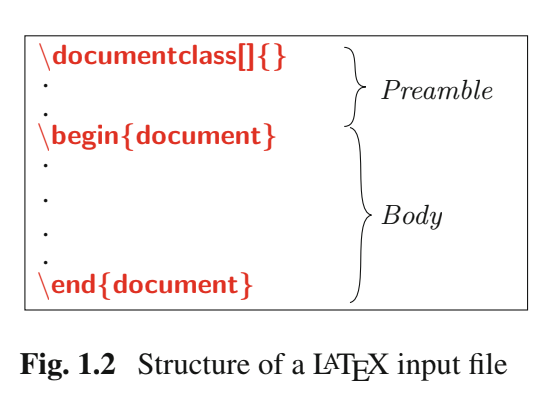 \documentclass[]{}
.
. Preamble
.
\begin{document}
.
.
Body
.
.
\end{document}
Fig. 1.2 Structure of a LATEX input file